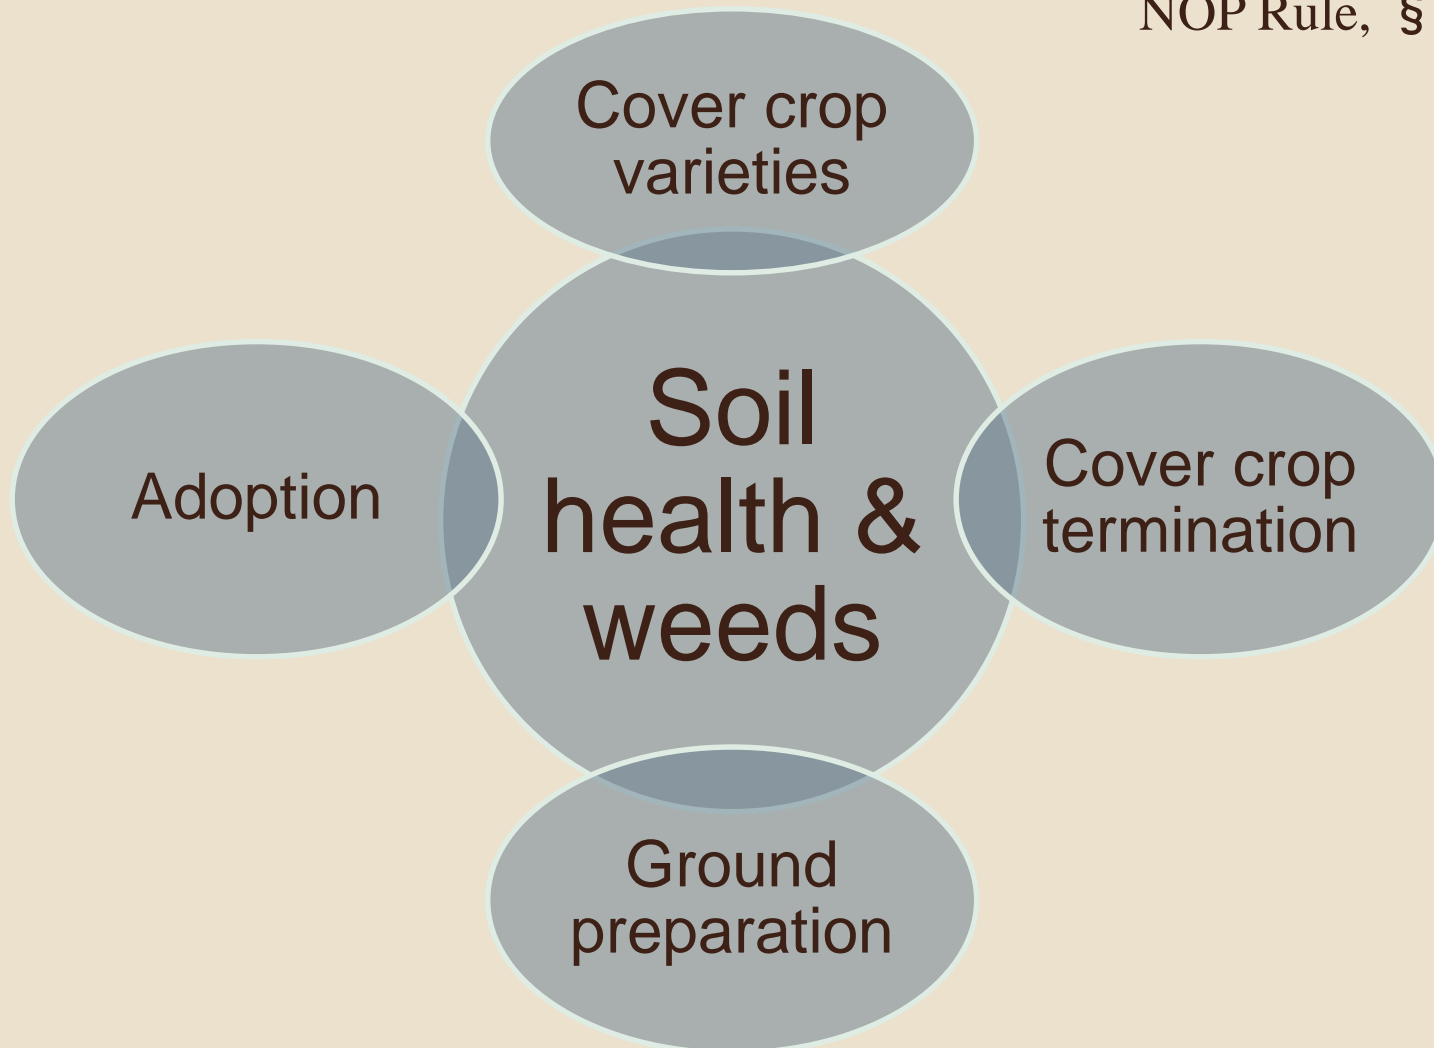 NOP Rule, §
Cover crop
varieties
Adoption
Soil
health &
weeds
Cover crop
termination
Ground
preparation